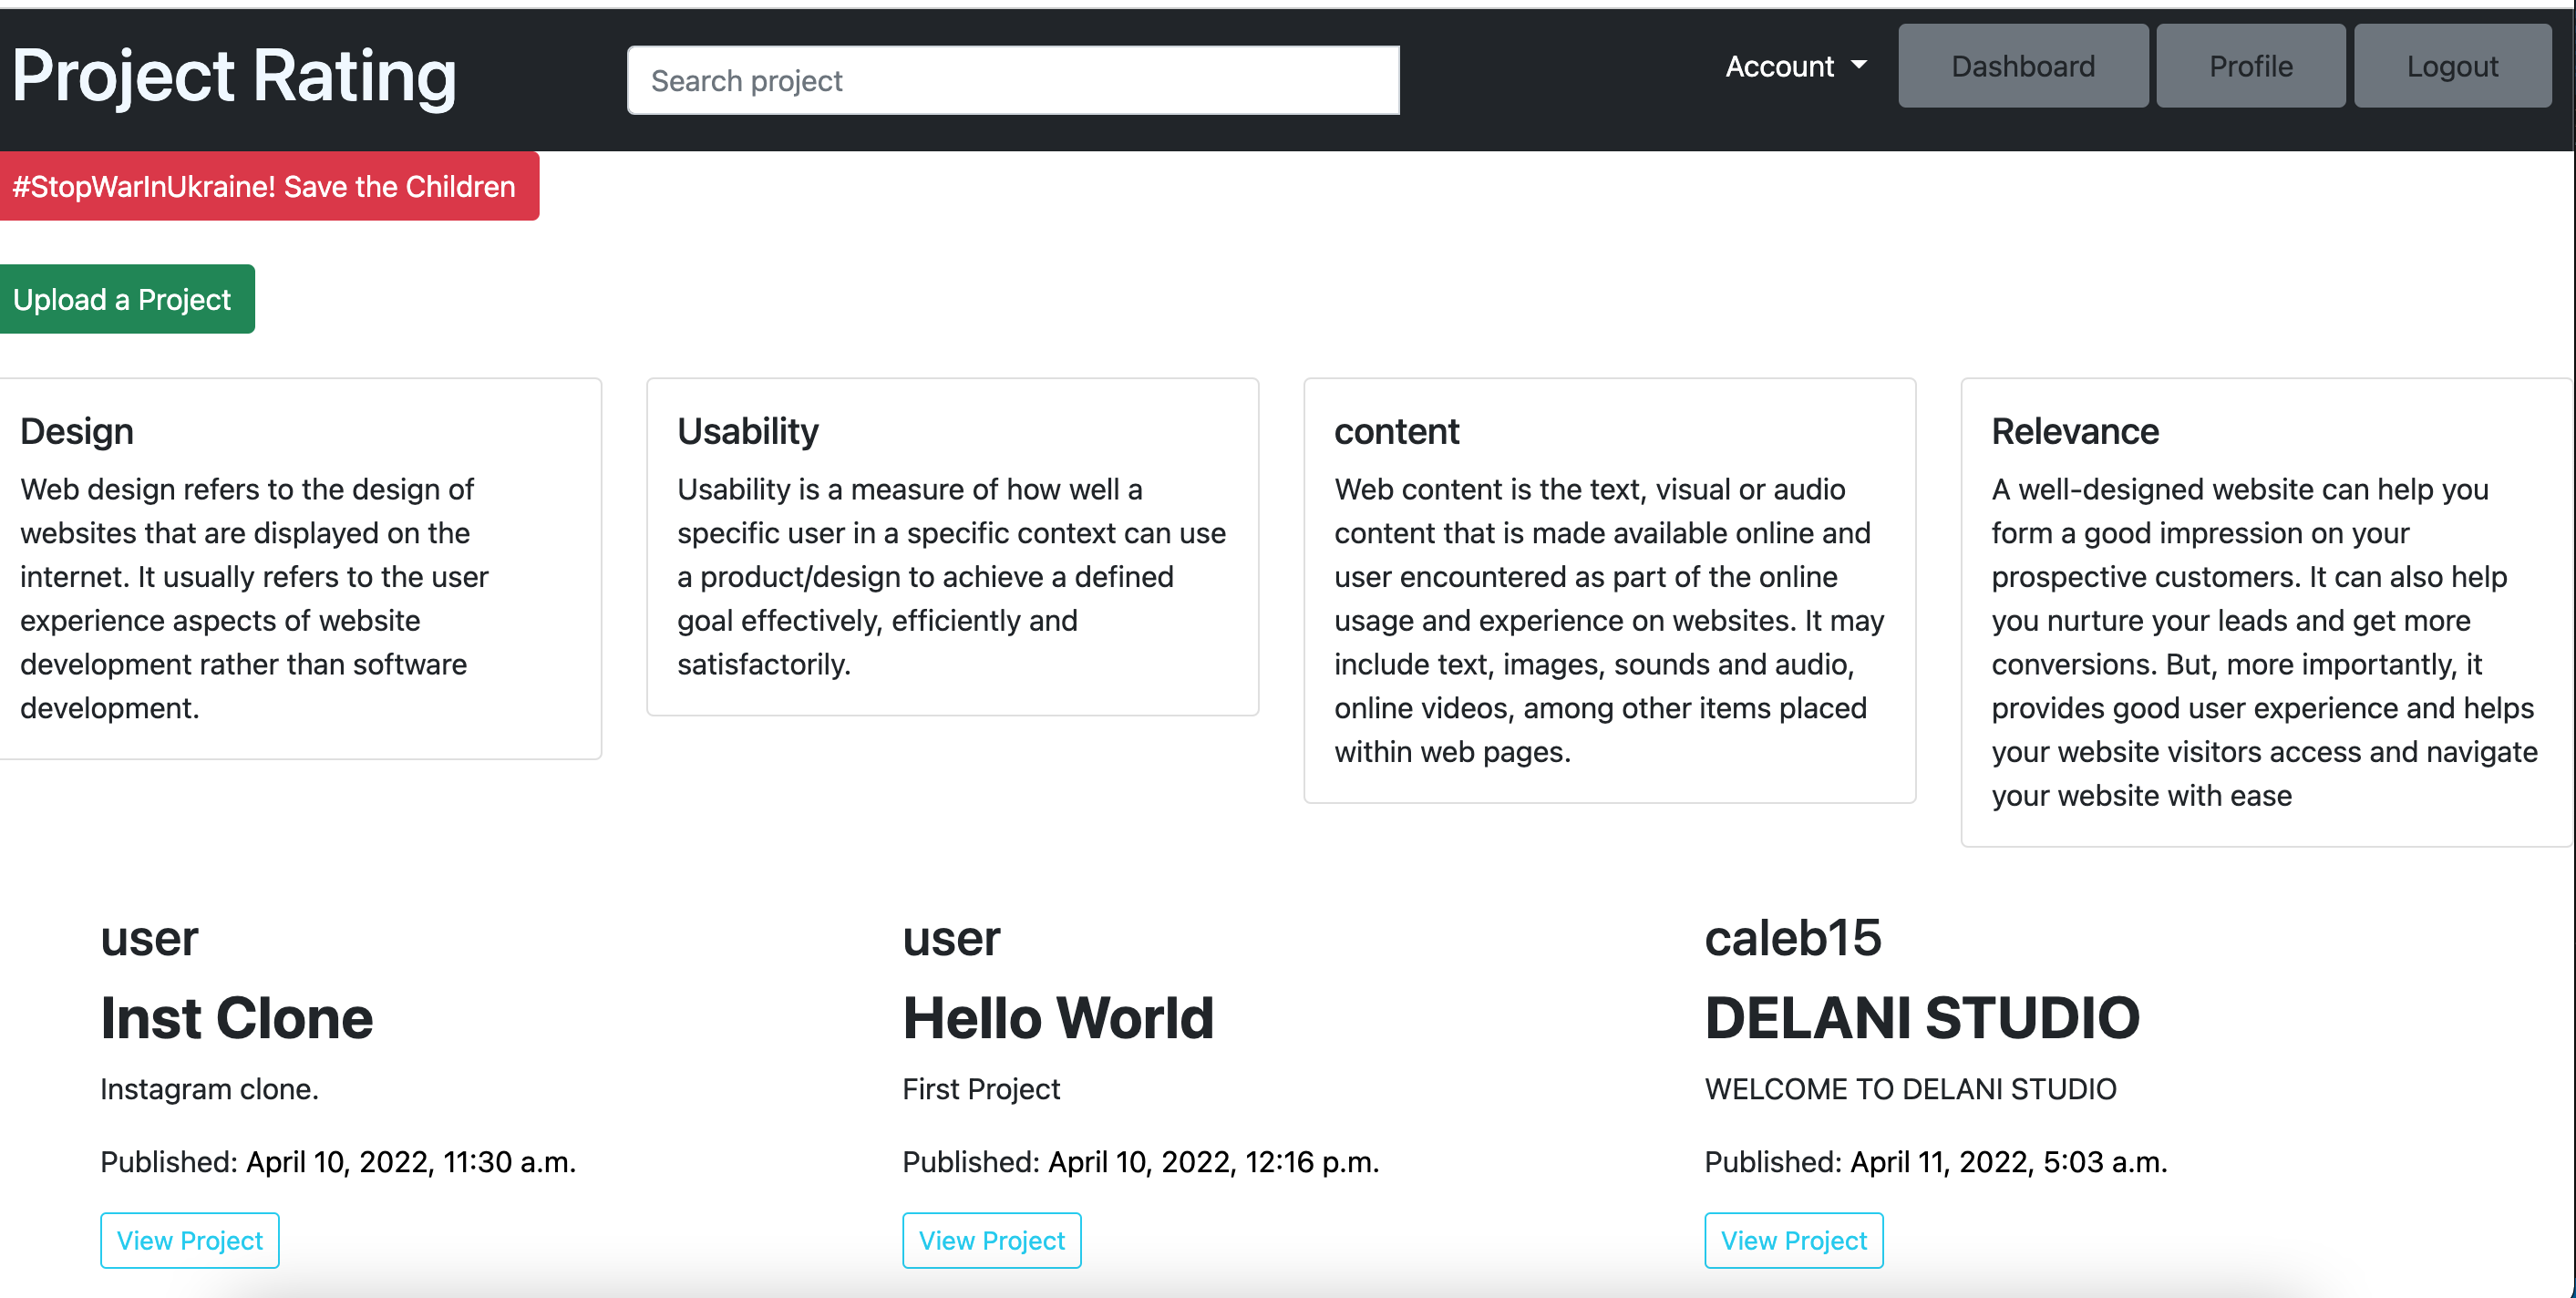 Project Rating
Search project
Account
Dashboard
Profile
Logout
#StopWarInUkraine! Save the Children
Upload a Project
Design
Web design refers to the design of
websites that are displayed on the
internet. It usually refers to the user
experience aspects of website
development rather than software
development.
Usability
Usability is a measure of how well a
specific user in a specific context can use
a product/design to achieve a defined
goal effectively, efficiently and
satisfactorily.
content
Web content is the text, visual or audio
content that is made available online and
user encountered as part of the online
usage and experience on websites. It may
include text, images, sounds and audio,
online videos, among other items placed
within web pages.
Relevance
A well-designed website can help you
form a good impression on your
prospective customers. It can also help
you nurture your leads and get more
conversions. But, more importantly, it
provides good user experience and helps
your website visitors access and navigate
your website with ease
user
Inst Clone
Instagram clone.
Published: April 10, 2022, 11:30 a.m.
View Project
user
Hello World
First Project
Published: April 10, 2022, 12:16 p.m.
View Project
caleb15
DELANI STUDIO
WELCOME TO DELANI STUDIO
Published: April 11, 2022, 5:03 a.m.
View Project